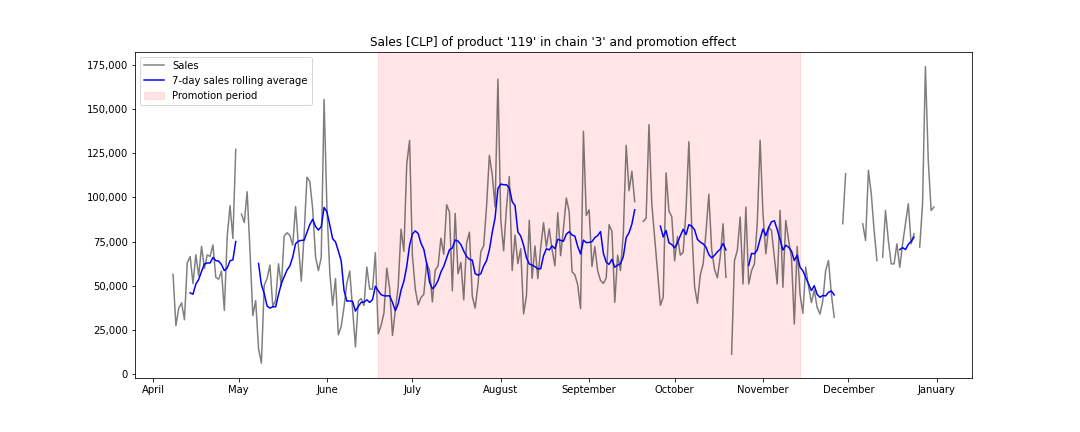 Sales [CLP] of product '119' in chain '3' and promotion effect
Sales
7-day sales rolling average
Promotion period
175,000
150,000
125,000
100,000
75,000
50,000
25,000
0
April May June July August September October November December January